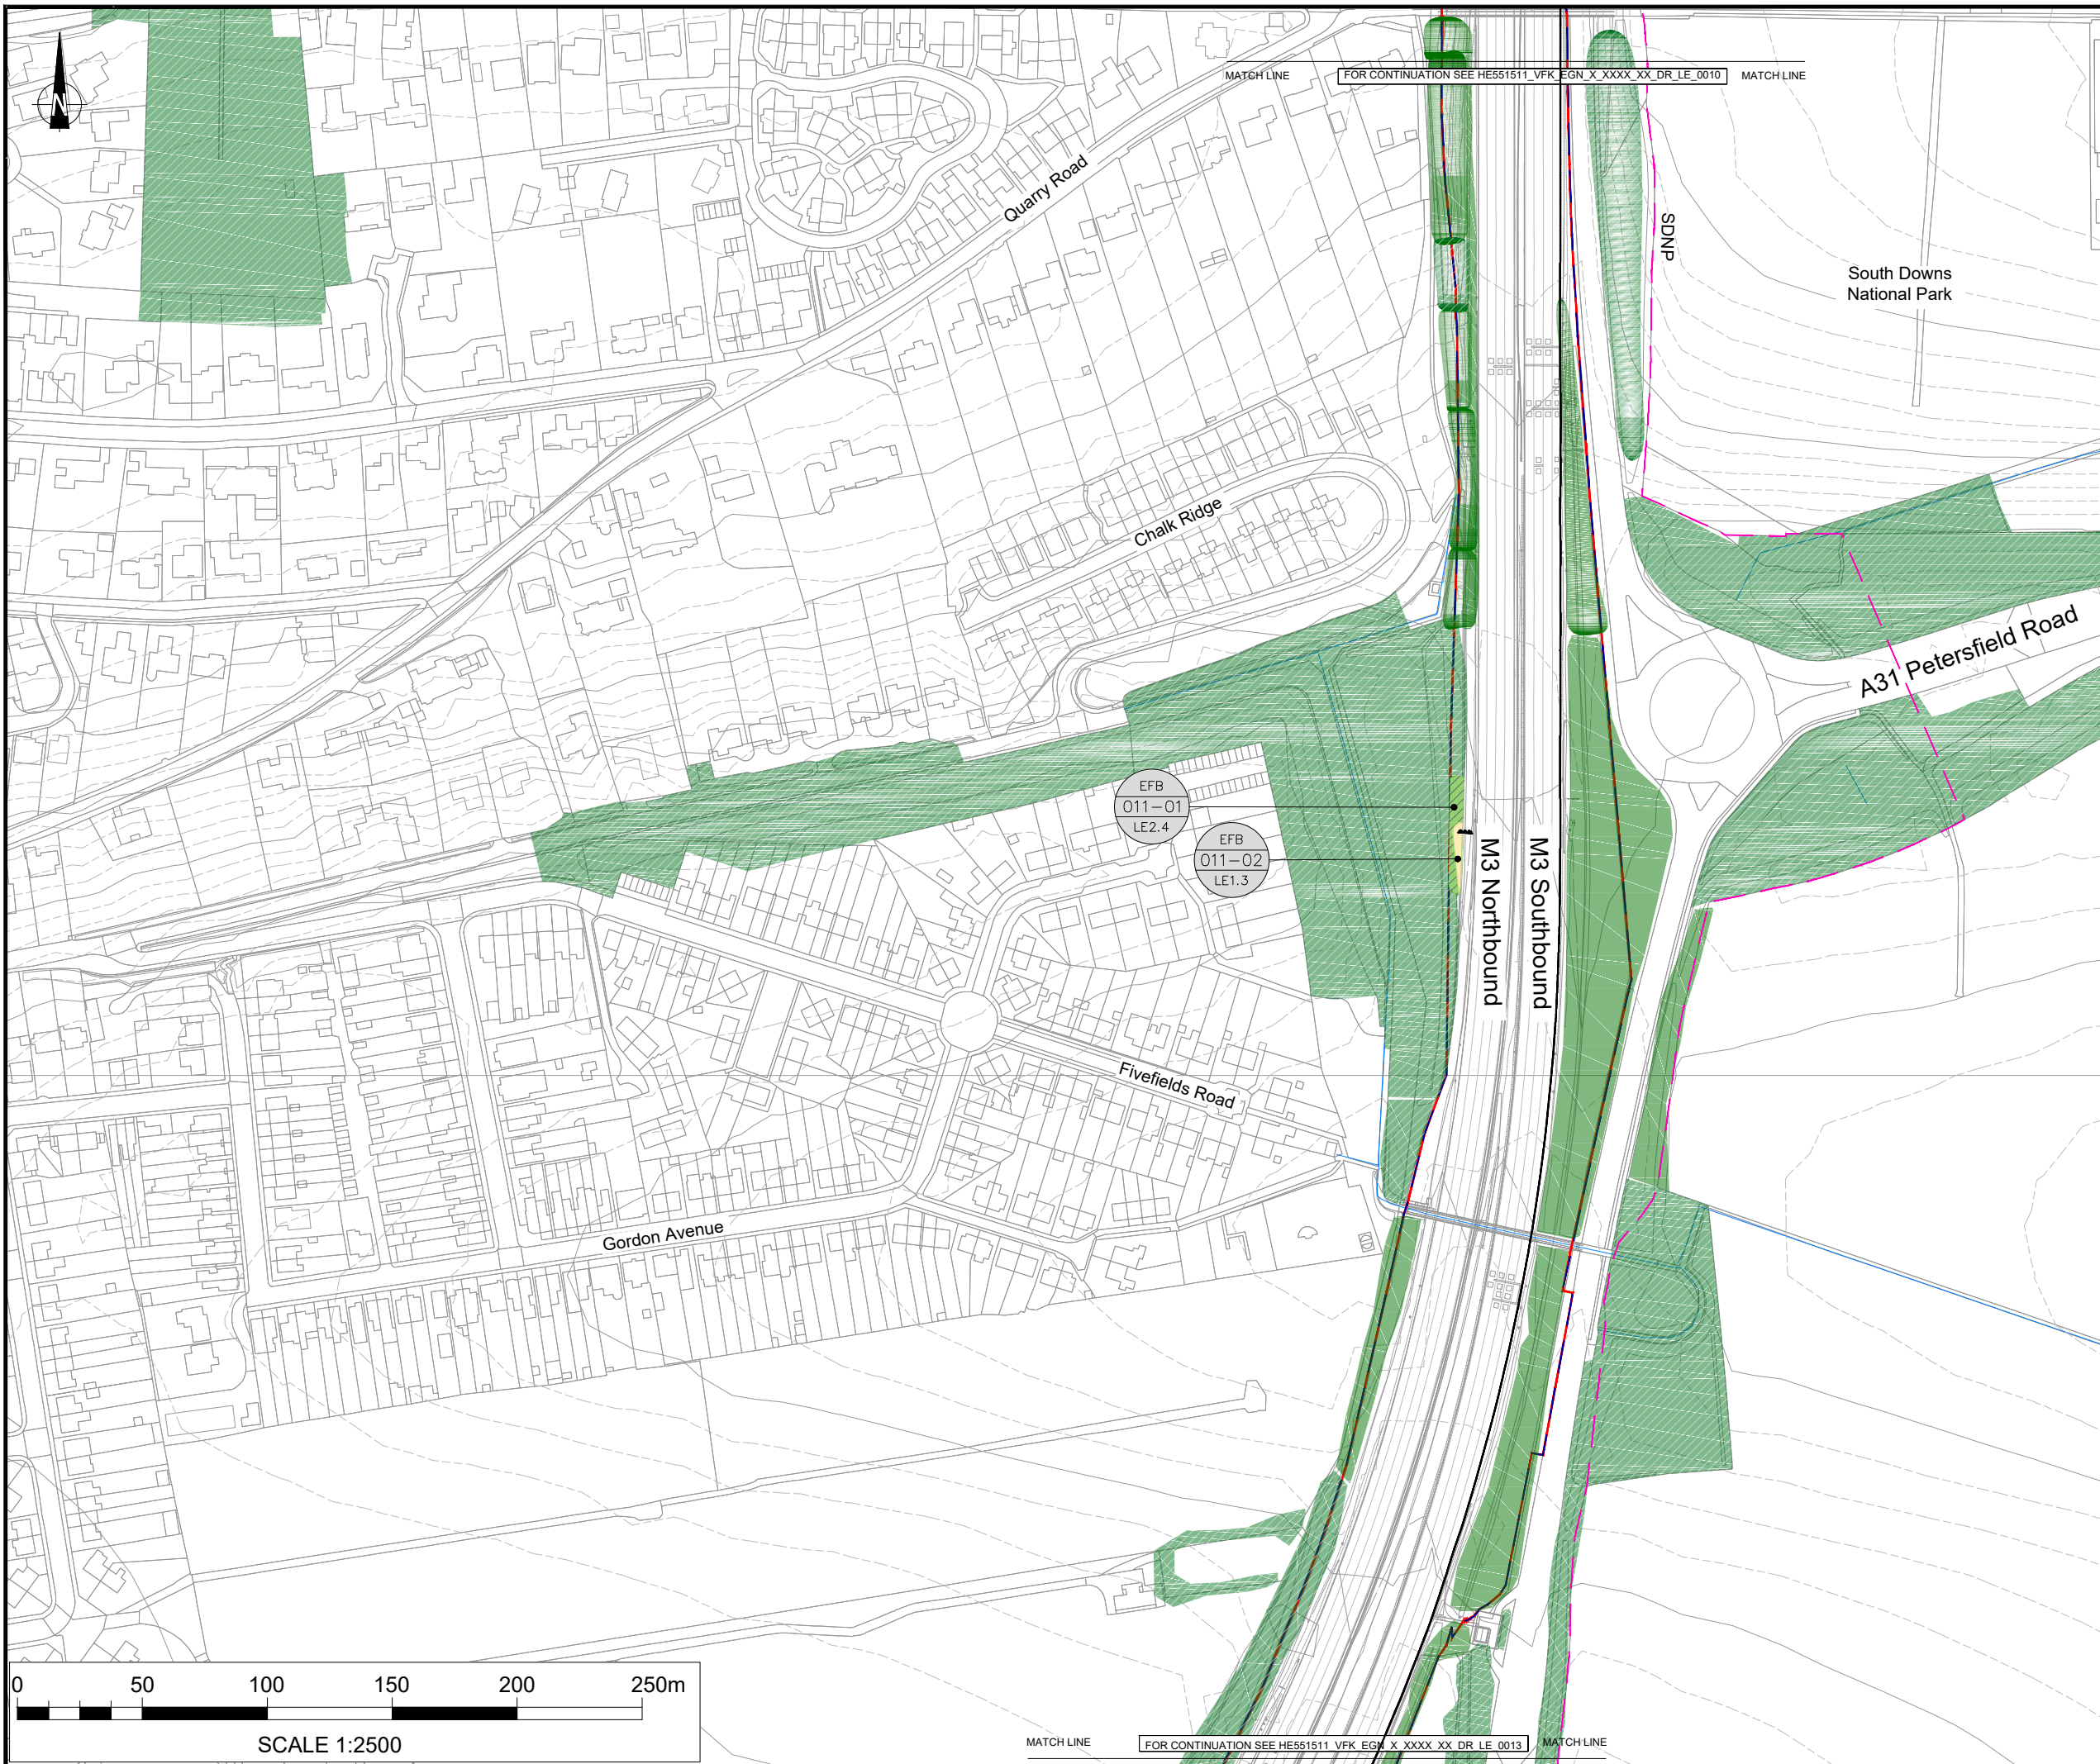 MATCH LINE
FOR CONTINUATION SEE HE551511_VFK_EGN_X_XXXX_XX_DR_LE_0010
MATCH LINE
N
Quarry Road
SDNP
South Downs
National Park
Chalk Ridge
A31 Petersfield Road
EFB
011-01
LE2.4
EFB
011-02
LE1.3
M3 Northbound
M3 Southbound
Fivefields Road
Gordon Avenue
0 50 100 150 200 250m
SCALE 1:2500
MATCH LINE
FOR CONTINUATION SEE HE551511_VFK_EGN_X_XXXX_XX_DR_LE_0013
MATCH LINE